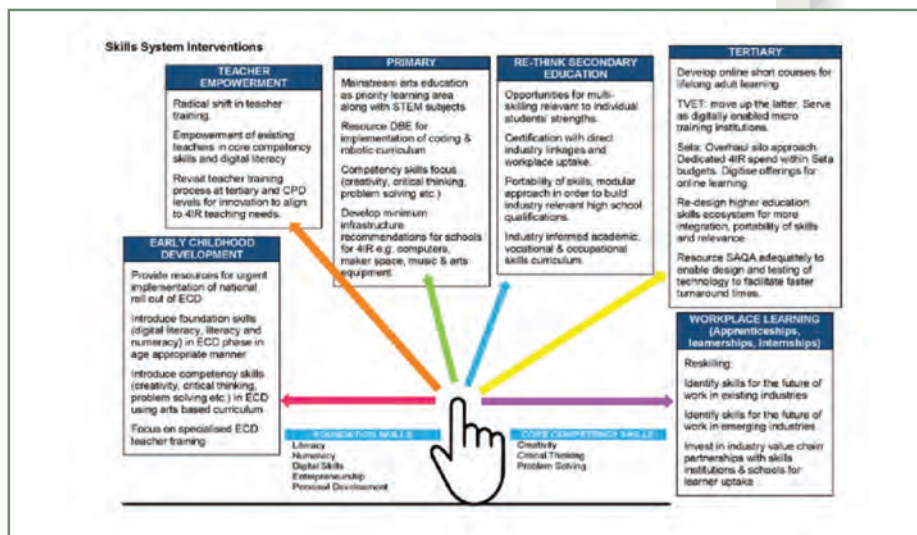 Skills System Interventions
TEACHER
EMPOWERMENT
Radical shift in teacher
training.
Empowerment of existing
teachers in core competency
skills and digital literacy
Revisit teacher training
process at tertiary and CPD
levels for innovation to align
to 4IR teaching needs.
PRIMARY
Mainstream arts education
as priority learning area
along with STEM subjects
Resource DBE for
implementation of coding &
robotic curriculum
Competency skills focus
(creativity, critical thinking,
problem solving etc.)
Develop minimum
infrastructure
recommendations for schools
for 4IR e.g. computers,
maker space, music & arts
equipment
RE-THINK SECONDARY
EDUCATION
Opportunities for multi-
skilling relevant to individual
students' strengths.
Certification with direct
industry linkages and
workplace uptake.
Portability of skills, modular
approach in order to build
industry relevant high school
qualifications.
Industry informed academic,
vocational & occupational
skills curriculum.
TERTIARY
Develop online short courses for
lifelong adult learning
TVET: move up the latter. Serve
as digitally enabled micro
training institutions.
Seta: Overhaul silo approach.
Dedicated 4IR spend within Seta
budgets. Digitise offerings for
online learning
Re-design higher education
skills ecosystem for more
integration, portability of skills
and relevance
Resource SAQA adequately to
enable design and testing of
technology to facilitate faster
turnaround times.
EARLY CHILDHOOD
DEVELOPMENT
Provide resources for urgent
implementation of national
roll out of ECD
Introduce foundation skills
(digital literacy, literacy and
numeracy) in ECD phase in
age appropriate manner
Introduce competency skills
(creativity, critical thinking,
problem solving etc.) in ECD
using arts based curriculum
Focus on specialised ECD
teacher training
WORKPLACE LEARNING
(Apprenticeships,
learnerships, internships)
Reskilling:
Identify skills for the future of
work in existing industries
Identify skills for the future of
work in emerging industries
Invest in industry value chain
partnerships with skills
institutions & schools for
learner uptake
FOUNDATION SKILLS
Literacy
Numeracy
Digital Skills
Entrepreneurship
Personal Development
CORE COMPETENCY SKILLS
Creativity
Critical Thinking
Problem Solving